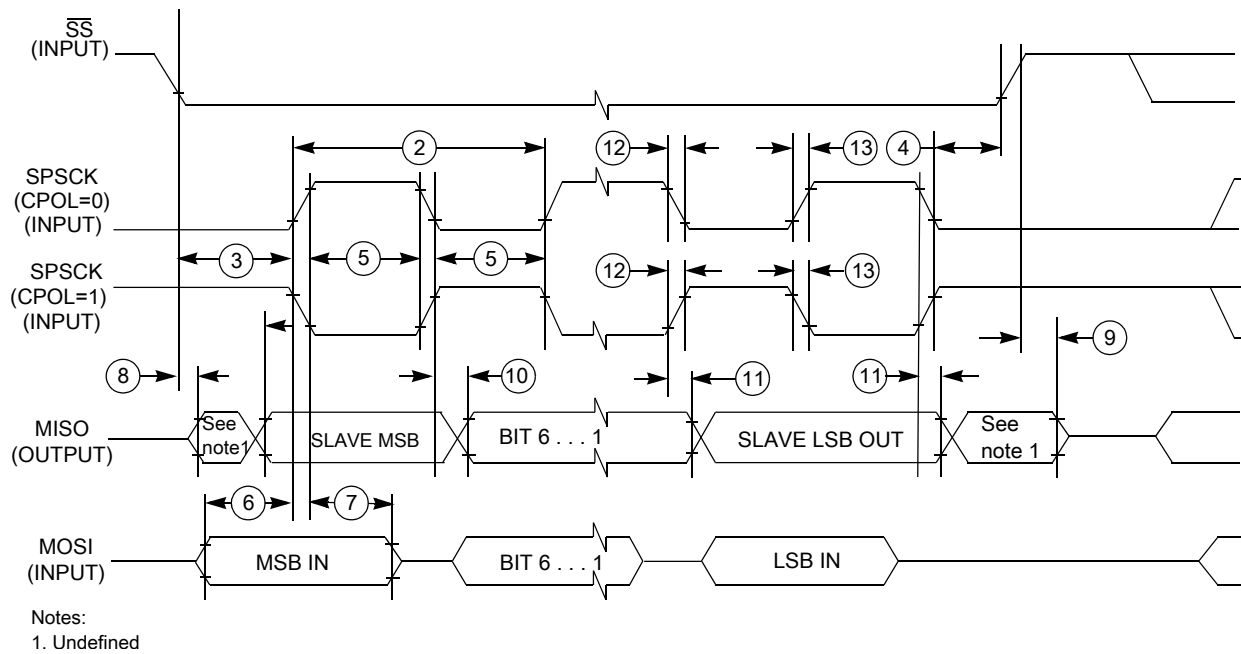 SS
(INPUT)
2
12
13
4
SPSCK
(CPOL=0)
(INPUT)
3
5
5
SPSCK
(CPOL=1)
(INPUT)
12
13
8
10
11
11
9
MISO
(OUTPUT)
See
note1
SLAVE MSB
BIT 6 . . . 1
SLAVE LSB OUT
See
note 1
6
7
MOSI
(INPUT)
MSB IN
BIT 6 . . . 1
LSB IN
Notes:
1. Undefined